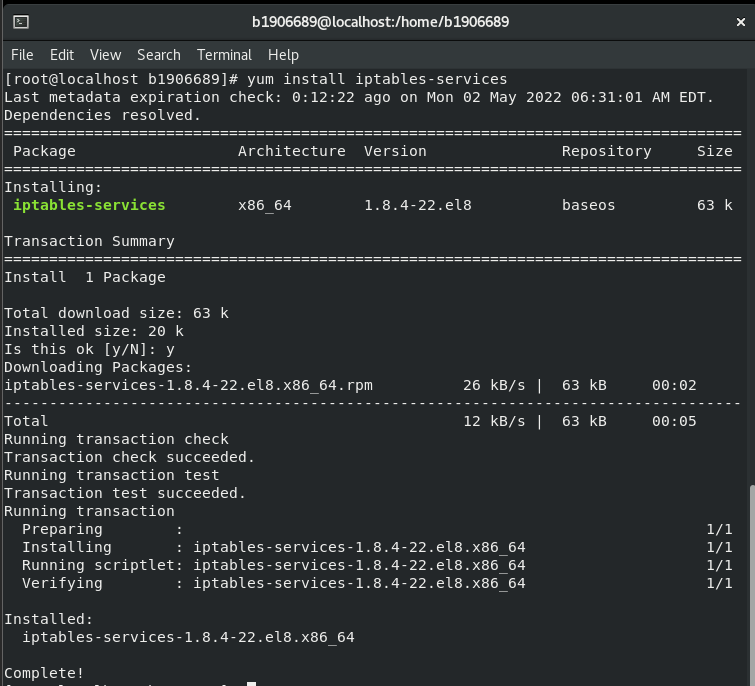 b1906689@localhost:/home/b1906689
File Edit View Search Terminal Help
[root@localhost b1906689]# yum install iptables-services
Last metadata expiration check: 0:12:22 ago on Mon 02 May 2022 06:31:01 AM EDT.
Dependencies resolved.
================================================================================
Package Architecture Version Repository Size
================================================================================
Installing:
iptables-services x86_64 1.8.4-22.el8 baseos 63 k
Transaction Summary
================================================================================
Install 1 Package
Total download size: 63 k
Installed size: 20 k
Is this ok [y/N]: y
Downloading Packages:
iptables-services-1.8.4-22.el8.x86_64.rpm 26 kB/s | 63 kB 00:02
--------------------------------------------------------------------------------
Total 12 kB/s | 63 kB 00:05
Running transaction check
Transaction check succeeded.
Running transaction test
Transaction test succeeded.
Running transaction
Preparing : 1/1
Installing : iptables-services-1.8.4-22.el8.x86_64 1/1
Running scriptlet: iptables-services-1.8.4-22.el8.x86_64 1/1
Verifying : iptables-services-1.8.4-22.el8.x86_64 1/1
Installed:
iptables-services-1.8.4-22.el8.x86_64
Complete!